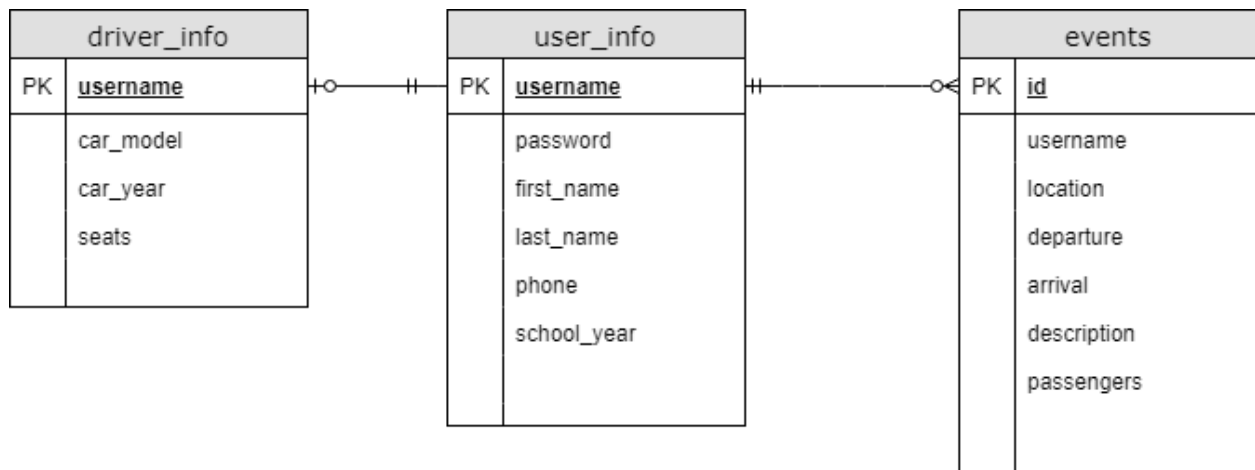 driver_info
PK username
car_model
car_year
seats
user_info
PK username
password
first_name
last_name
phone
school_year
events
PK id
username
location
departure
arrival
description
passengers